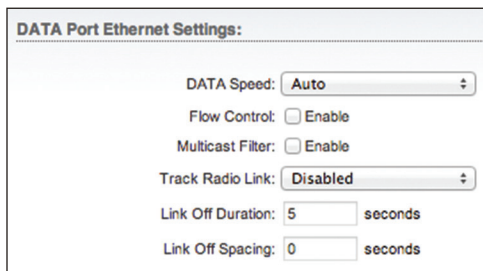 DATA Port Ethernet Settings:
DATA Speed: Auto
Flow Control: Enable
Multicast Filter: Enable
Track Radio Link: Disabled
Link Off Duration: 5 seconds
Link Off Spacing: 0 seconds